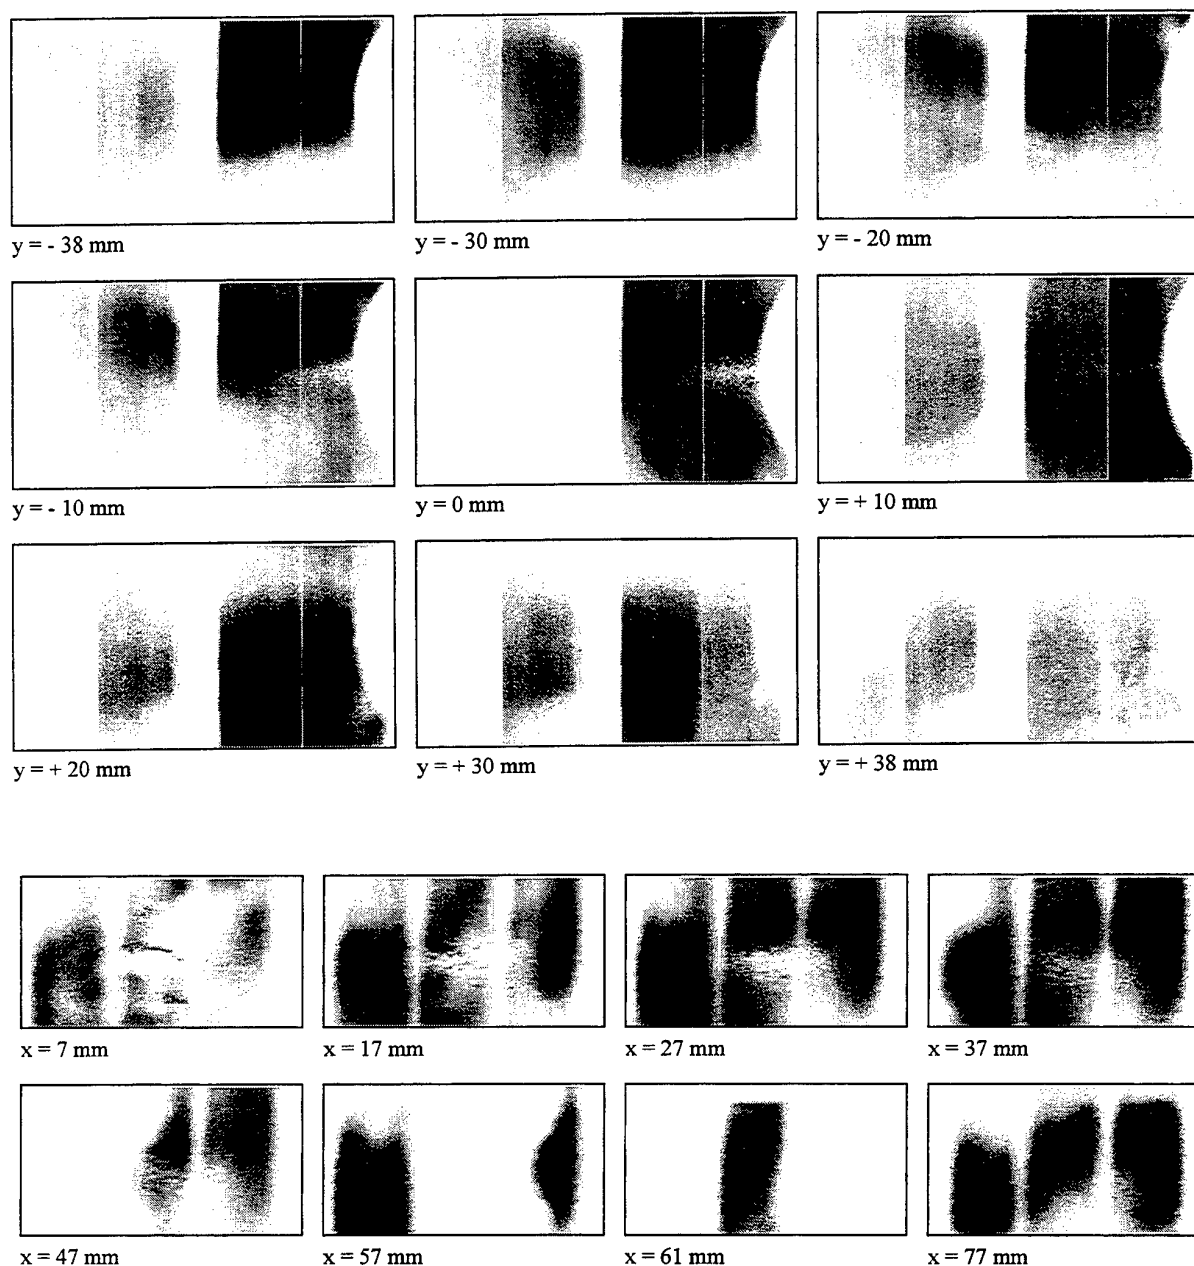 y = - 38 mm
y = - 30 mm
y = - 20 mm
y = - 10 mm
y = 0 mm
y = + 10 mm
y = + 20 mm
y = + 30 mm
y = + 38 mm
x = 7 mm
x = 17 mm
x = 27 mm
x = 37 mm
x = 47 mm
x = 57 mm
x = 61 mm
x = 77 mm